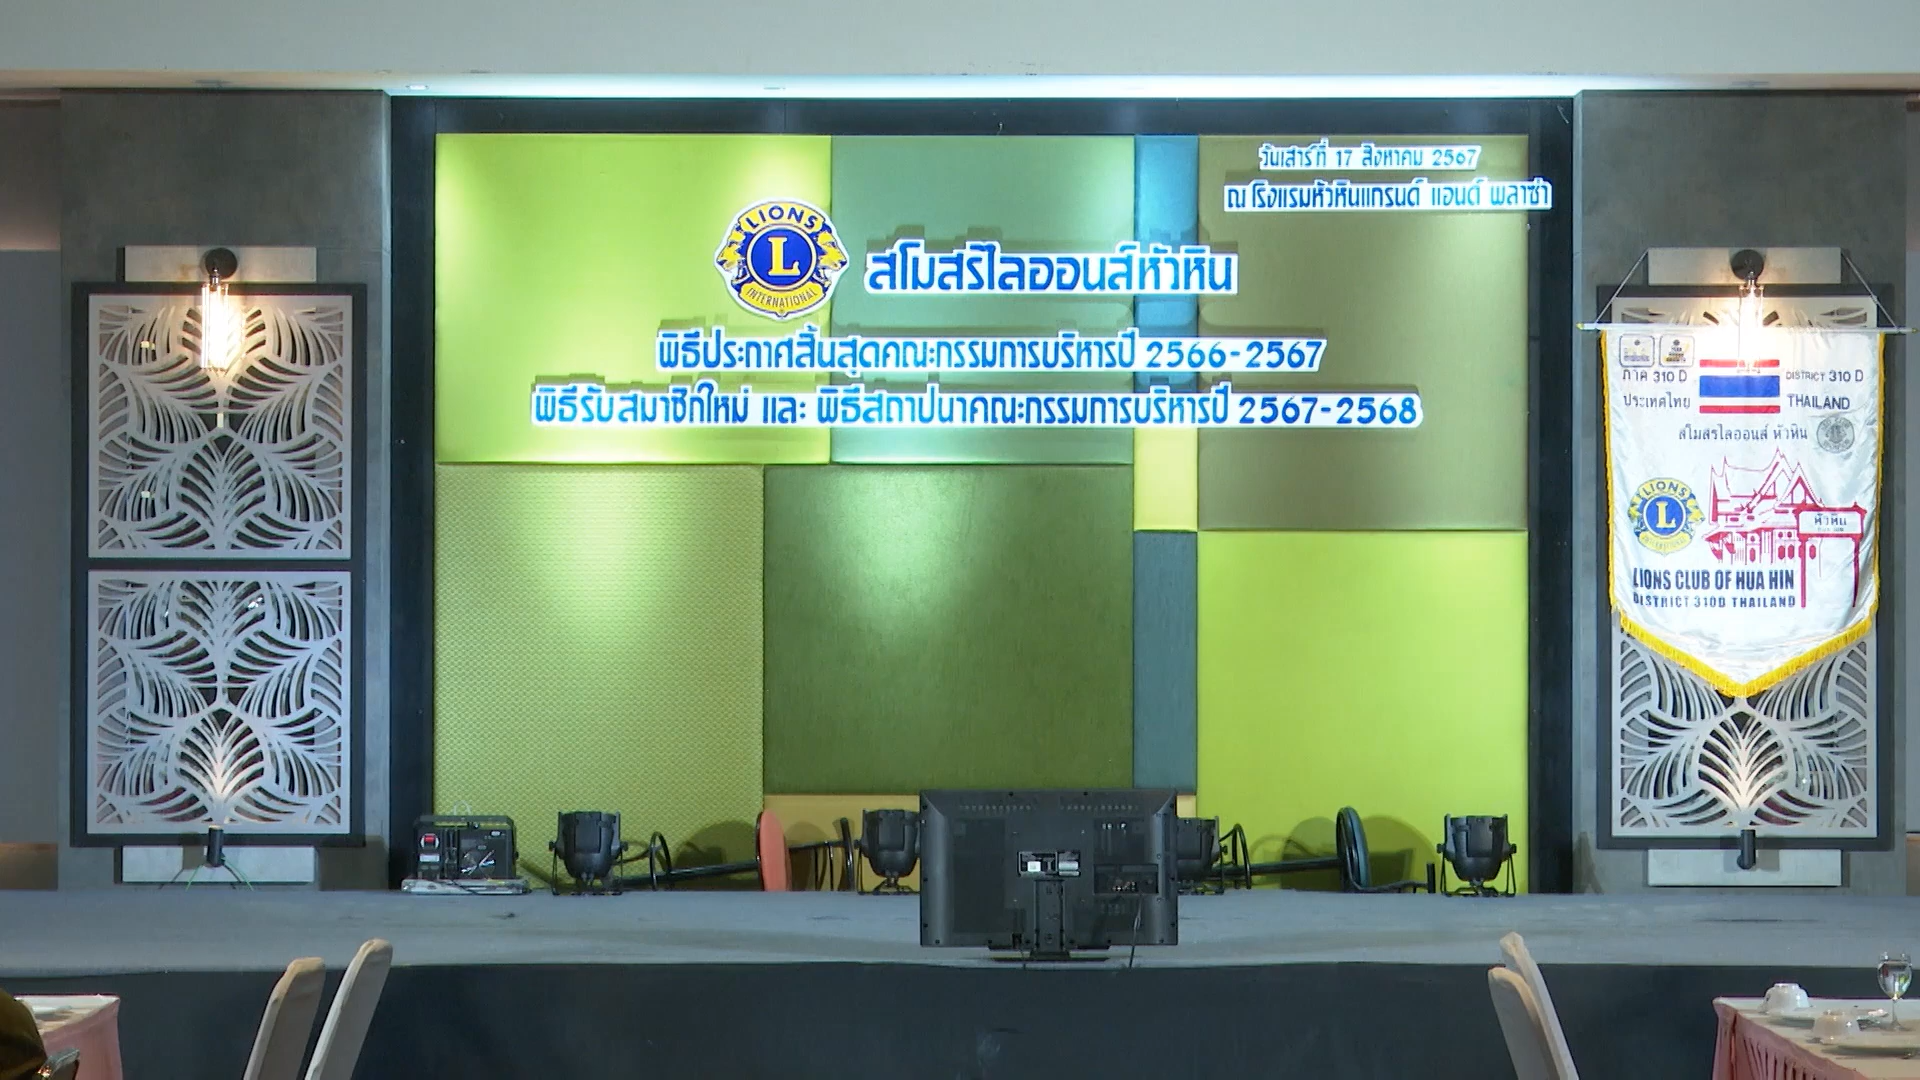 วันเสาร์ที่ 17 สิงหาคม 2567
ณ โรงแรมหัวหินแกรนด์ แอนด์ พลาซ่า
LIONS
L
INTERNATIONAL
สโมสรไลออนส์หัวหิน
พิธีประกาศสิ้นสุดคณะกรรมการบริหารปี 2566-2567
พิธีรับสมาชิกใหม่ และ พิธีสถาปนาคณะกรรมการบริหารปี 2567-2568
ภาค 310 D
ประเทศไทย
DISTRICT 310 D
THAILAND
สโมสรไลออนส์ หัวหิน
LIONS
L
INTERNATIONAL
หัวหิน
LIONS CLUB OF HUA HIN
DISTRICT 310D THAILAND